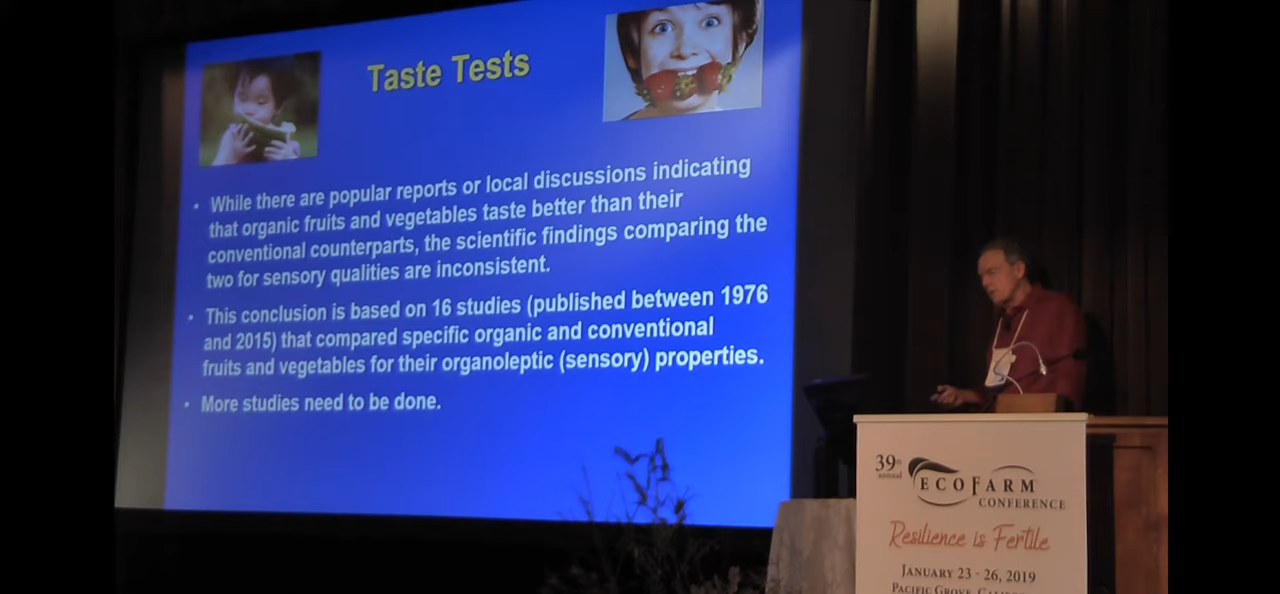 Taste Tests
• While there are popular reports or local discussions indicating
that organic fruits and vegetables taste better than their
conventional counterparts, the scientific findings comparing the
two for sensory qualities are inconsistent.
• This conclusion is based on 16 studies (published between 1976
and 2015) that compared specific organic and conventional
fruits and vegetables for their organoleptic (sensory) properties.
• More studies need to be done.
39th
annual
ECOFARM
CONFERENCE
Resilience is Fertile
JANUARY 23 - 26, 2019
PACIFIC GROVE,